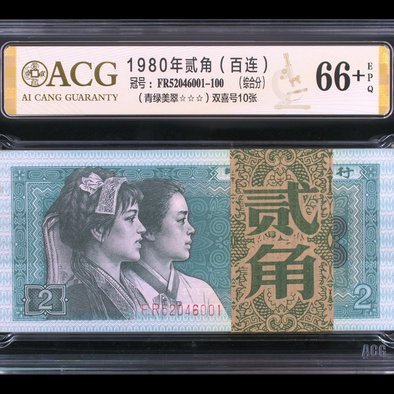 ACG
AI CANG GUARANTY
1980年贰角（百连）
冠号：FR52046001-100 （综合分）
（青绿美翠☆☆☆）双喜号10张
66+
EPQ
行
贰角
2
FR52046001
2
ACG